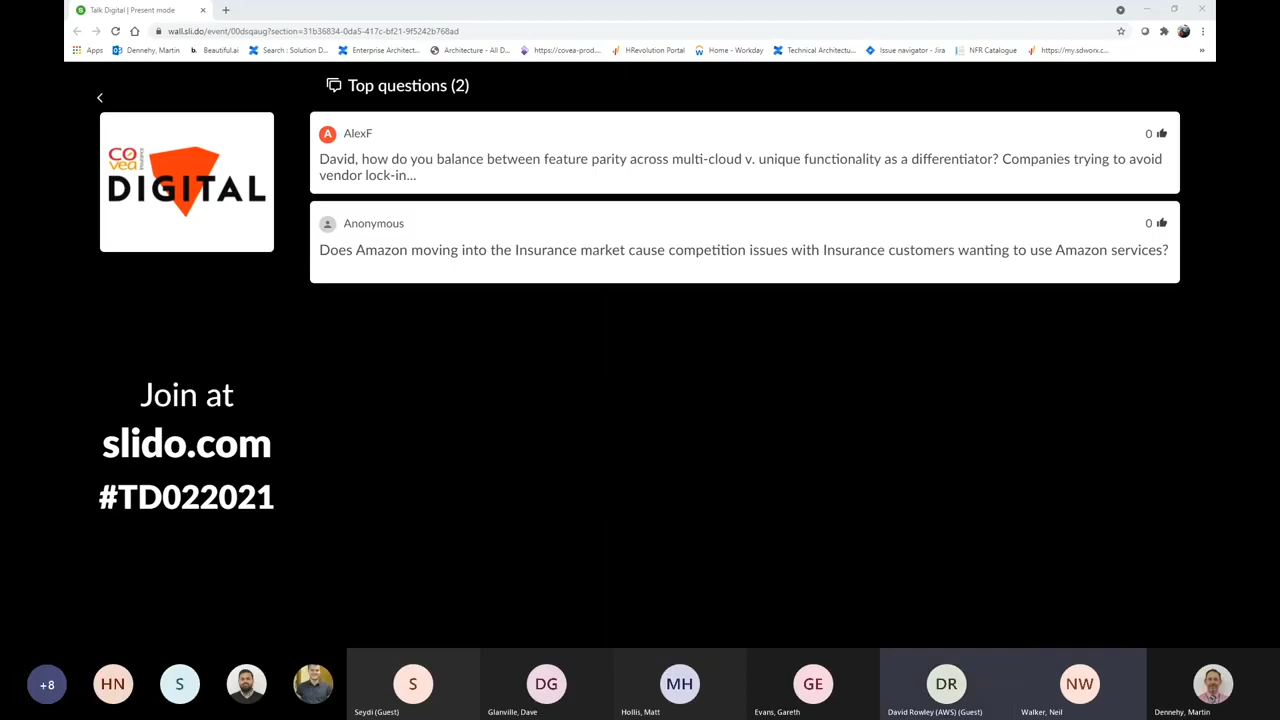 Talk Digital | Present mode
wall.sli.do/event/00dsqaug?section=31b36834-0da5-417c-bf21-9f5242b768ad
Apps Dennehy, Martin b. Beautiful.ai Search : Solution D... Enterprise Architect... Architecture - All D... https://covea-prod.... HRevolution Portal Home - Workday Technical Architectu... Issue navigator - Jira NFR Catalogue https://my.sdworx.c... »
Top questions (2)
covea
INSURANCE
DIGITAL
A AlexF 0
David, how do you balance between feature parity across multi-cloud v. unique functionality as a differentiator? Companies trying to avoid
vendor lock-in...
Anonymous 0
Does Amazon moving into the Insurance market cause competition issues with Insurance customers wanting to use Amazon services?
Join at
slido.com
#TD022021
+8 HN S S DG MH GE DR NW
Seydi (Guest) Glanville, Dave Hollis, Matt Evans, Gareth David Rowley (AWS) (Guest) Walker, Neil Dennehy, Martin